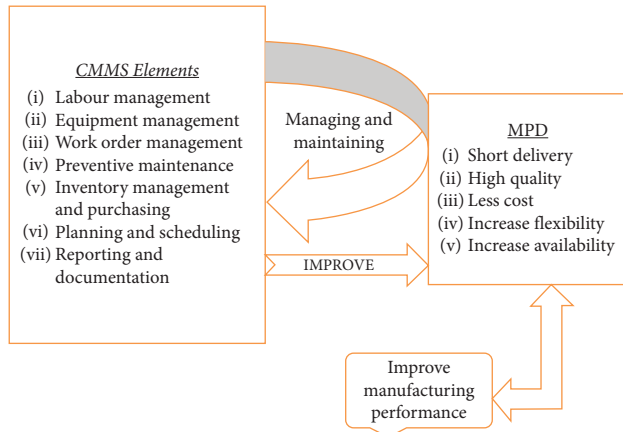 CMMS Elements
(i) Labour management
(ii) Equipment management
(iii) Work order management
(iv) Preventive maintenance
(v) Inventory management
and purchasing
(vi) Planning and scheduling
(vii) Reporting and
documentation
Managing and
maintaining
IMPROVE
MPD
(i) Short delivery
(ii) High quality
(iii) Less cost
(iv) Increase flexibility
(v) Increase availability
Improve
manufacturing
performance